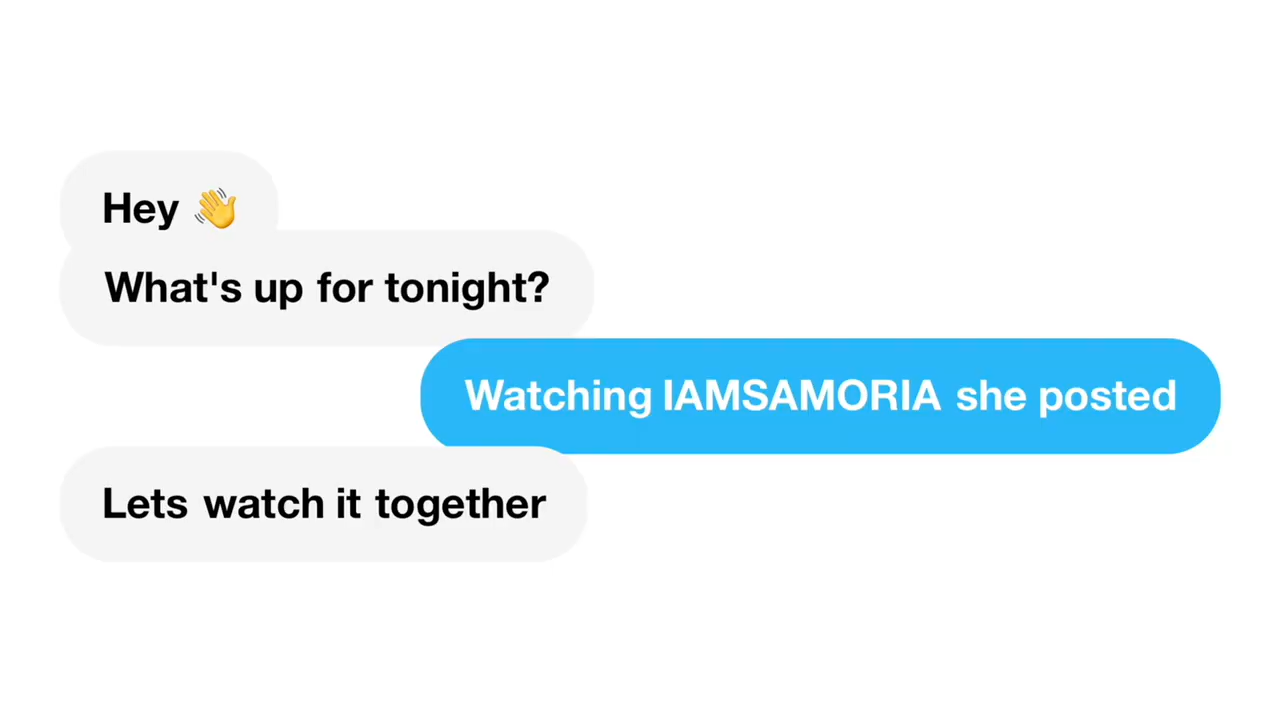 Hey 👋
What's up for tonight?
Watching IAMSAMORIA she posted
Lets watch it together